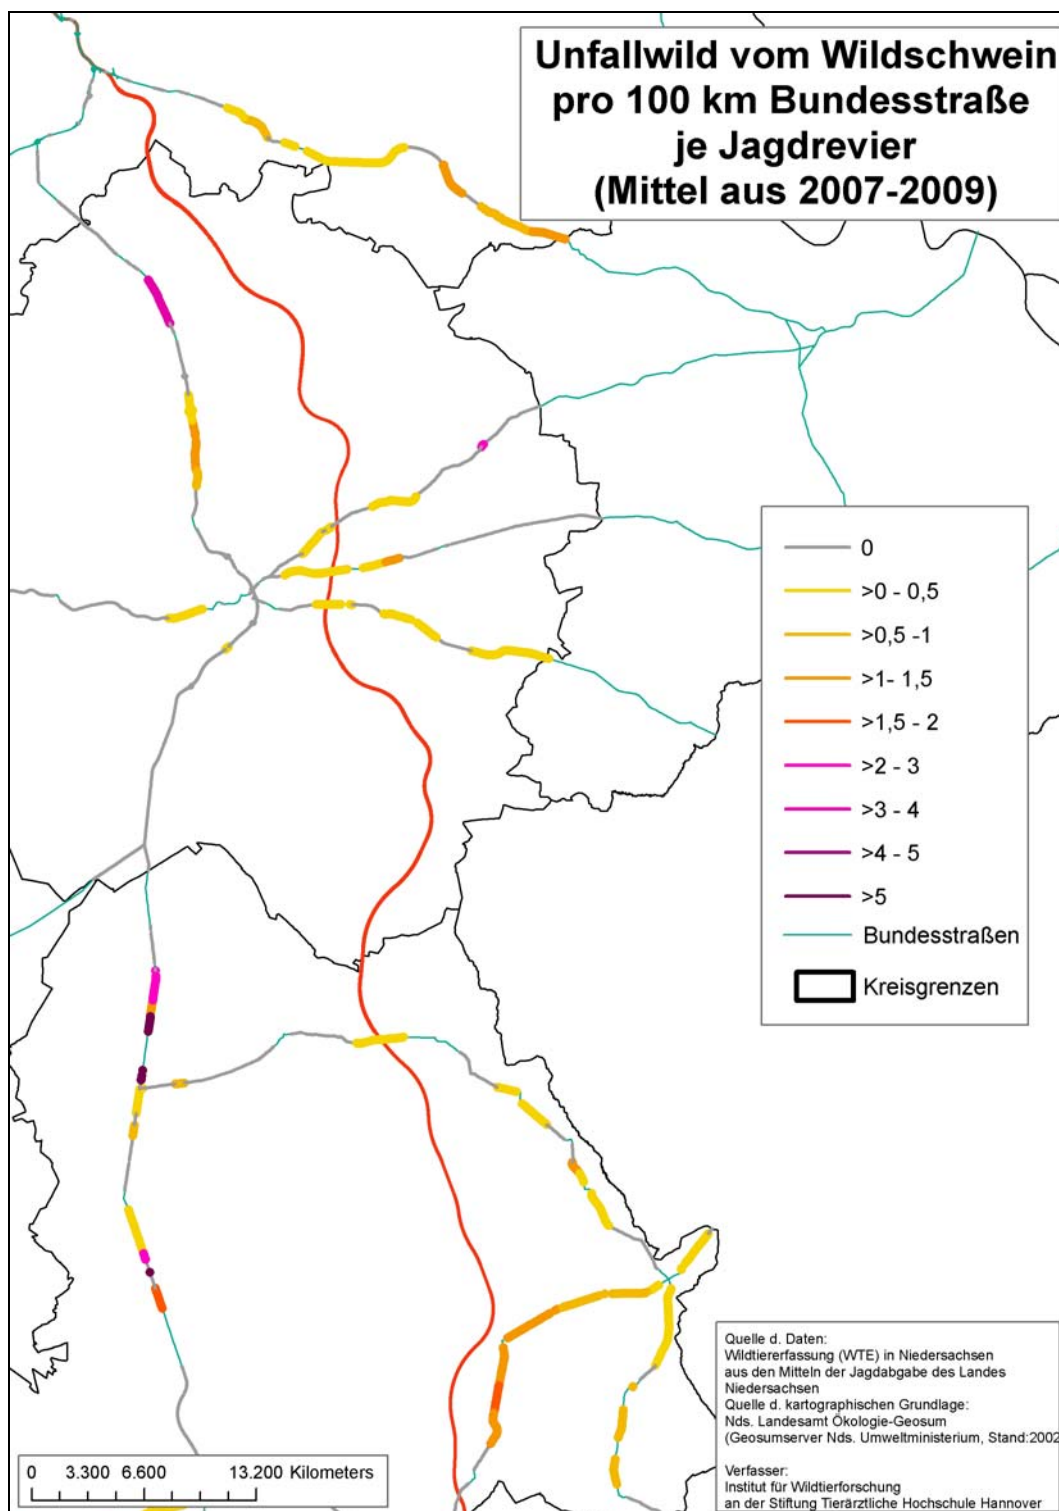 Unfallwild vom Wildschwein
pro 100 km Bundesstraße
je Jagdrevier
(Mittel aus 2007-2009)
0
>0 - 0,5
>0,5 -1
>1- 1,5
>1,5 - 2
>2 - 3
>3 - 4
>4 - 5
>5
Bundesstraßen
Kreisgrenzen
Quelle d. Daten:
Wildtiererfassung (WTE) in Niedersachsen
aus den Mitteln der Jagdabgabe des Landes
Niedersachsen
Quelle d. kartographischen Grundlage:
Nds. Landesamt Ökologie-Geosum
(Geosumserver Nds. Umweltministerium, Stand:2002
Verfasser:
Institut für Wildtierforschung
an der Stiftung Tierärztliche Hochschule Hannover
0 3.300 6.600 13.200 Kilometers